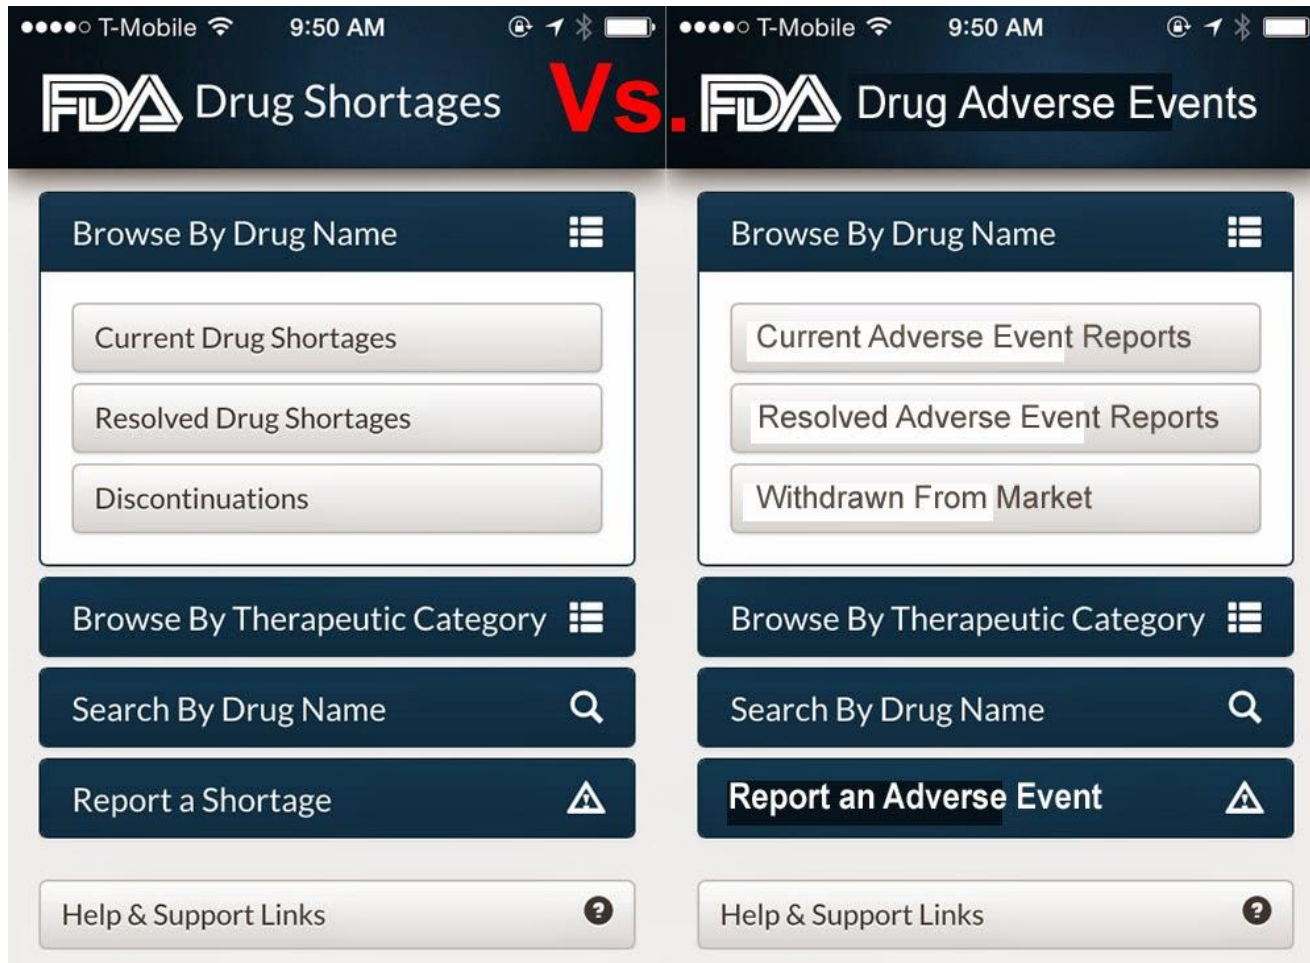 T-Mobile 9:50 AM
FDA Drug Shortages
Browse By Drug Name
Current Drug Shortages
Resolved Drug Shortages
Discontinuations
Browse By Therapeutic Category
Search By Drug Name
Report a Shortage
Help & Support Links
Vs.
T-Mobile 9:50 AM
FDA Drug Adverse Events
Browse By Drug Name
Current Adverse Event Reports
Resolved Adverse Event Reports
Withdrawn From Market
Browse By Therapeutic Category
Search By Drug Name
Report an Adverse Event
Help & Support Links